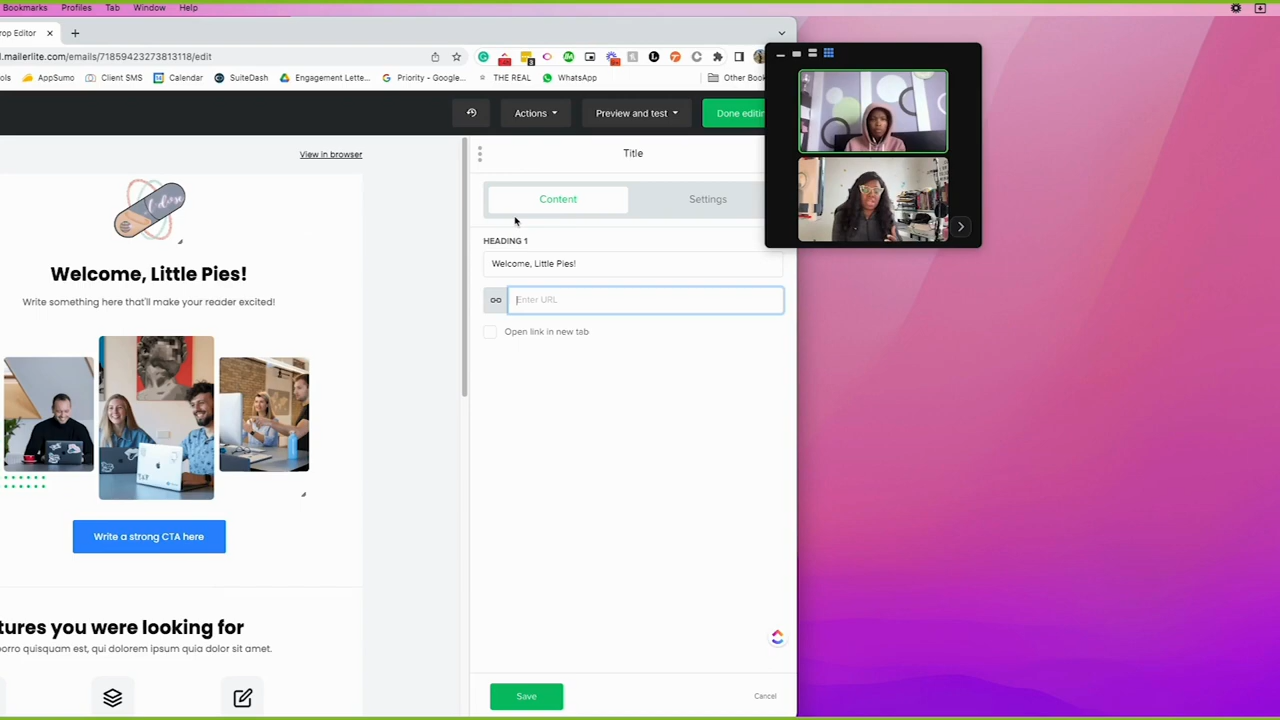 Bookmarks Profiles Tab Window Help
rop Editor
l.mailerlite.com/emails/71859423273813118/edit
ols AppSumo Client SMS Calendar SuiteDash Engagement Lette... Priority - Google... THE REAL WhatsApp Other Boo
Actions Preview and test Done editin
View in browser
Title
Content Settings
HEADING 1
Welcome, Little Pies!
Enter URL
Open link in new tab
Welcome, Little Pies!
Write something here that'll make your reader excited!
Write a strong CTA here
tures you were looking for
orro quisquam est, qui dolorem ipsum quia dolor sit amet.
Save Cancel